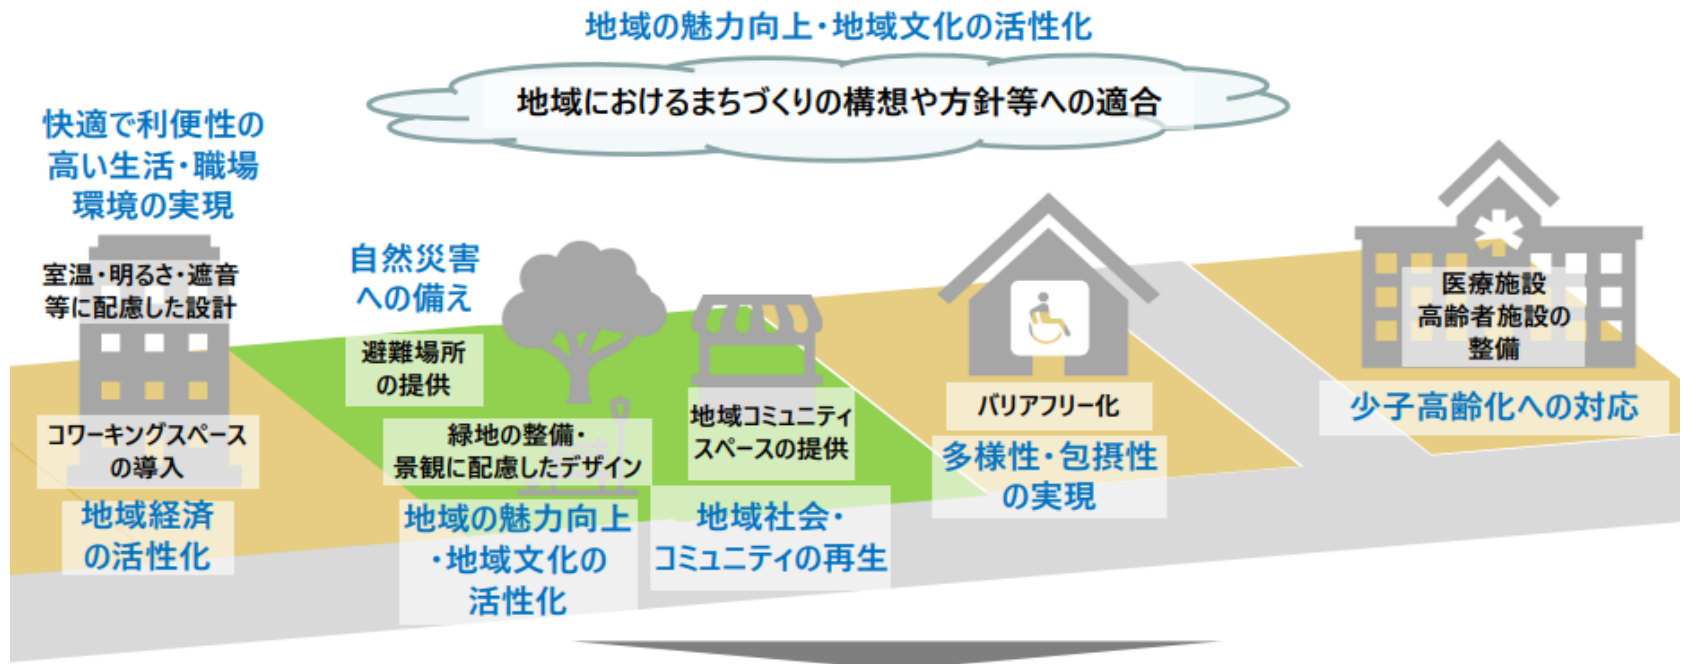 地域の魅力向上・地域文化の活性化
地域におけるまちづくりの構想や方針等への適合
快適で利便性の
高い生活・職場
環境の実現
室温・明るさ・遮音
等に配慮した設計
コワーキングスペース
の導入
地域経済
の活性化
自然災害
への備え
避難場所
の提供
緑地の整備・
景観に配慮したデザイン
地域の魅力向上
・地域文化の
活性化
地域コミュニティ
スペースの提供
地域社会・
コミュニティの再生
バリアフリー化
多様性・包摂性
の実現
医療施設
高齢者施設の
整備
少子高齢化への対応